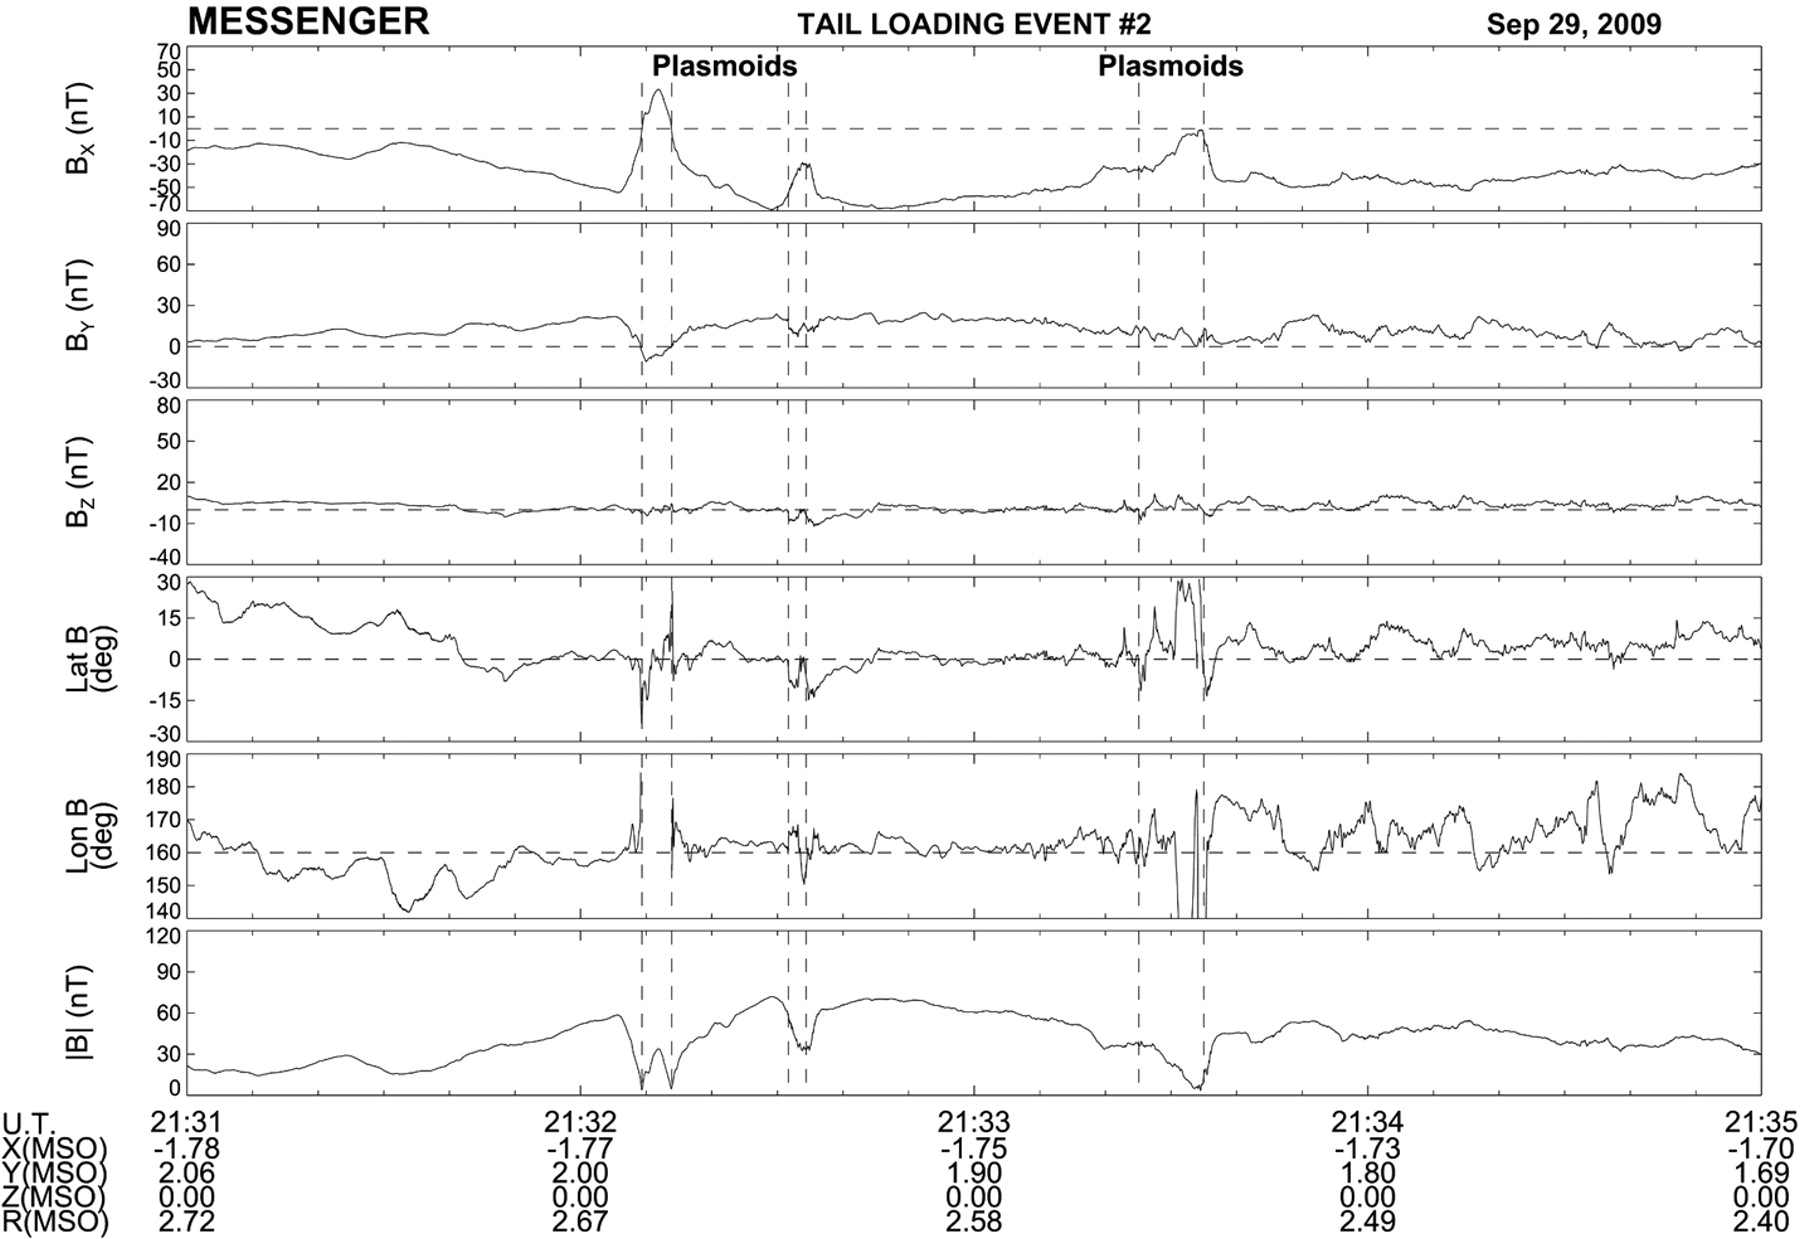 MESSENGER TAIL LOADING EVENT #2 Sep 29, 2009
Plasmoids Plasmoids
BX (nT)
70
50
30
10
-10
-30
-50
-70
BY (nT)
90
60
30
0
-30
BZ (nT)
80
50
20
-10
-40
Lat B
(deg)
30
15
0
-15
-30
Lon B
(deg)
190
180
170
160
150
140
|B| (nT)
120
90
60
30
0
U.T. 21:31 21:32 21:33 21:34 21:35
X(MSO) -1.78 -1.77 -1.75 -1.73 -1.70
Y(MSO) 2.06 2.00 1.90 1.80 1.69
Z(MSO) 0.00 0.00 0.00 0.00 0.00
R(MSO) 2.72 2.67 2.58 2.49 2.40